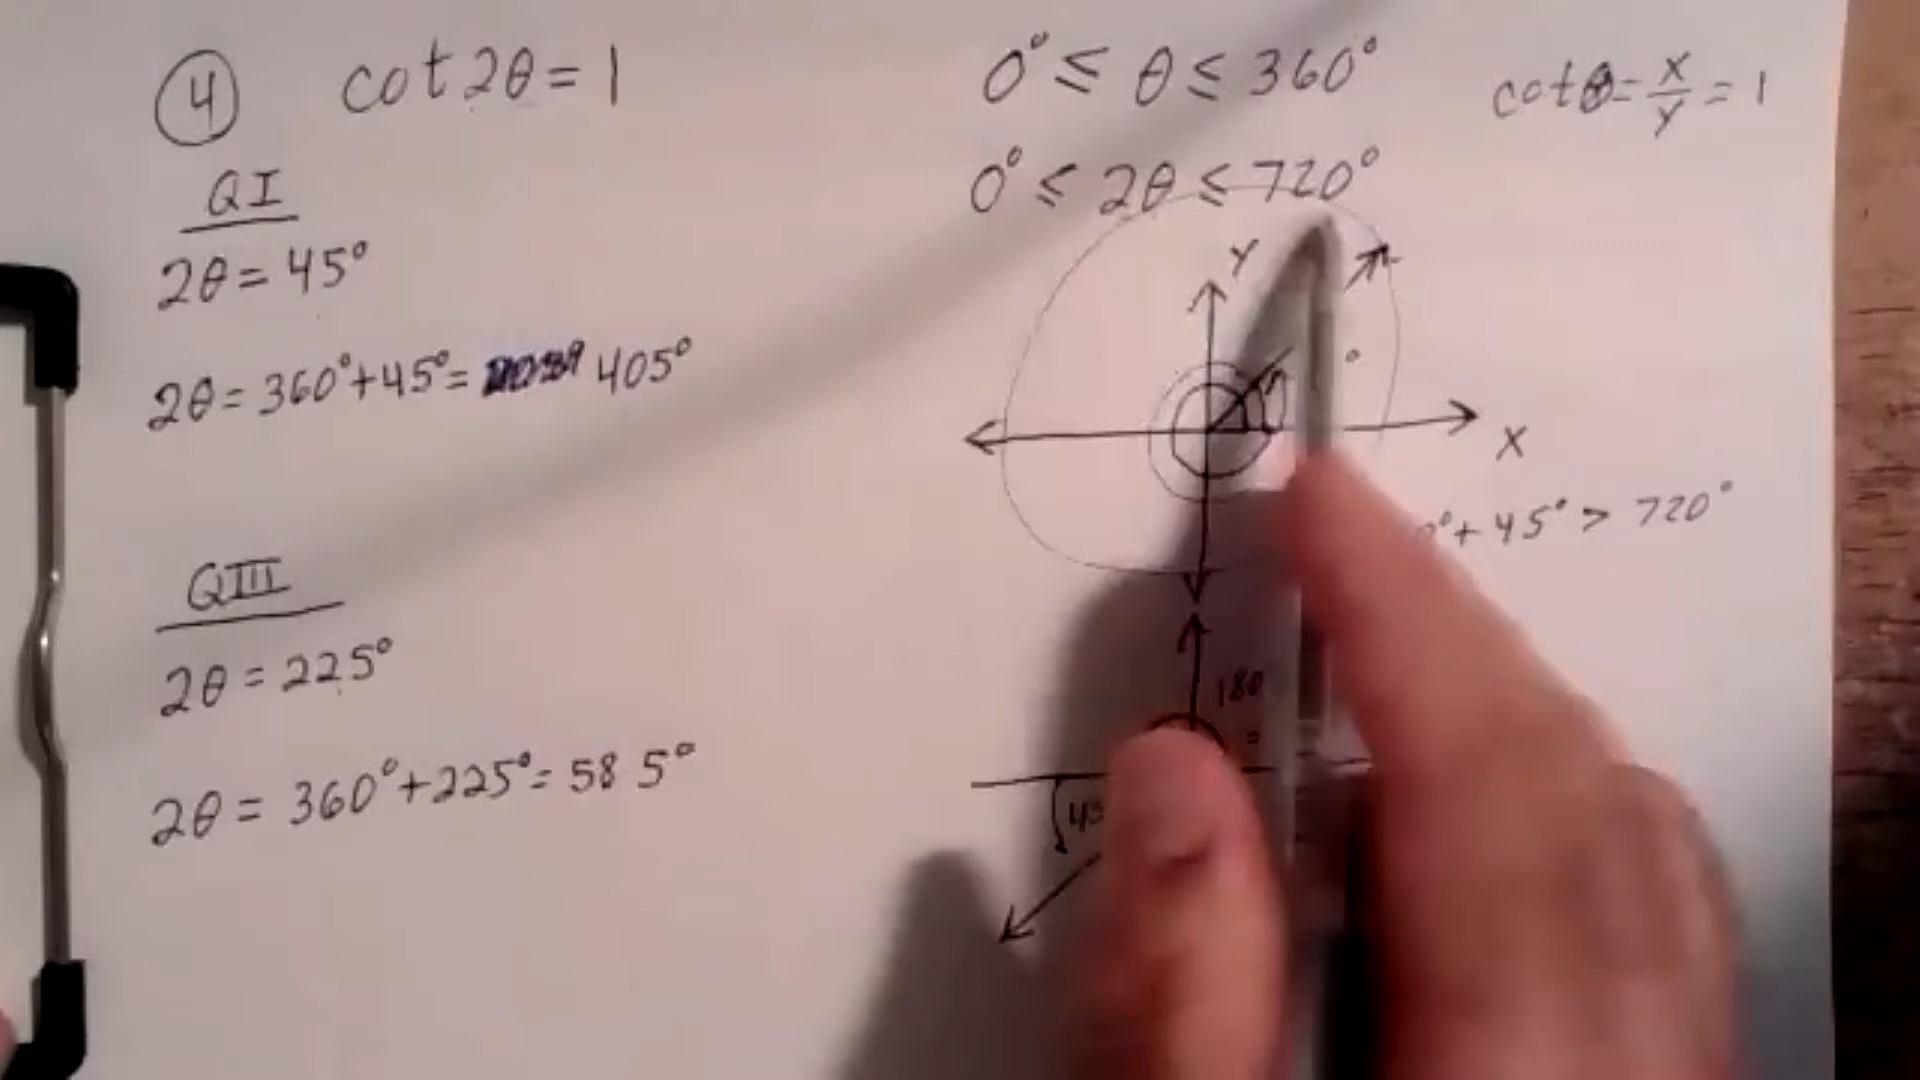 ④ cot 2θ = 1
0° ≤ θ ≤ 360°
cot θ = x/y = 1
0° ≤ 2θ ≤ 720°
QI
2θ = 45°
2θ = 360° + 45° = 405°
Y
X
° + 45° > 720°
QIII
2θ = 225°
2θ = 360° + 225° = 585°
180
45